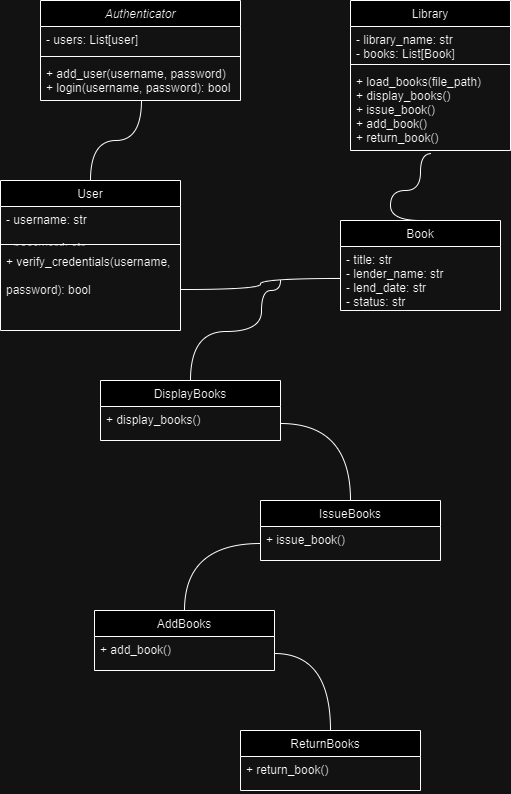 Authenticator
- users: List[user]
+ add_user(username, password)
+ login(username, password): bool
Library
- library_name: str
- books: List[Book]
+ load_books(file_path)
+ display_books()
+ issue_book()
+ add_book()
+ return_book()
User
- username: str
+ verify_credentials(username,
password): bool
Book
- title: str
- lender_name: str
- lend_date: str
- status: str
DisplayBooks
+ display_books()
IssueBooks
+ issue_book()
AddBooks
+ add_book()
ReturnBooks
+ return_book()